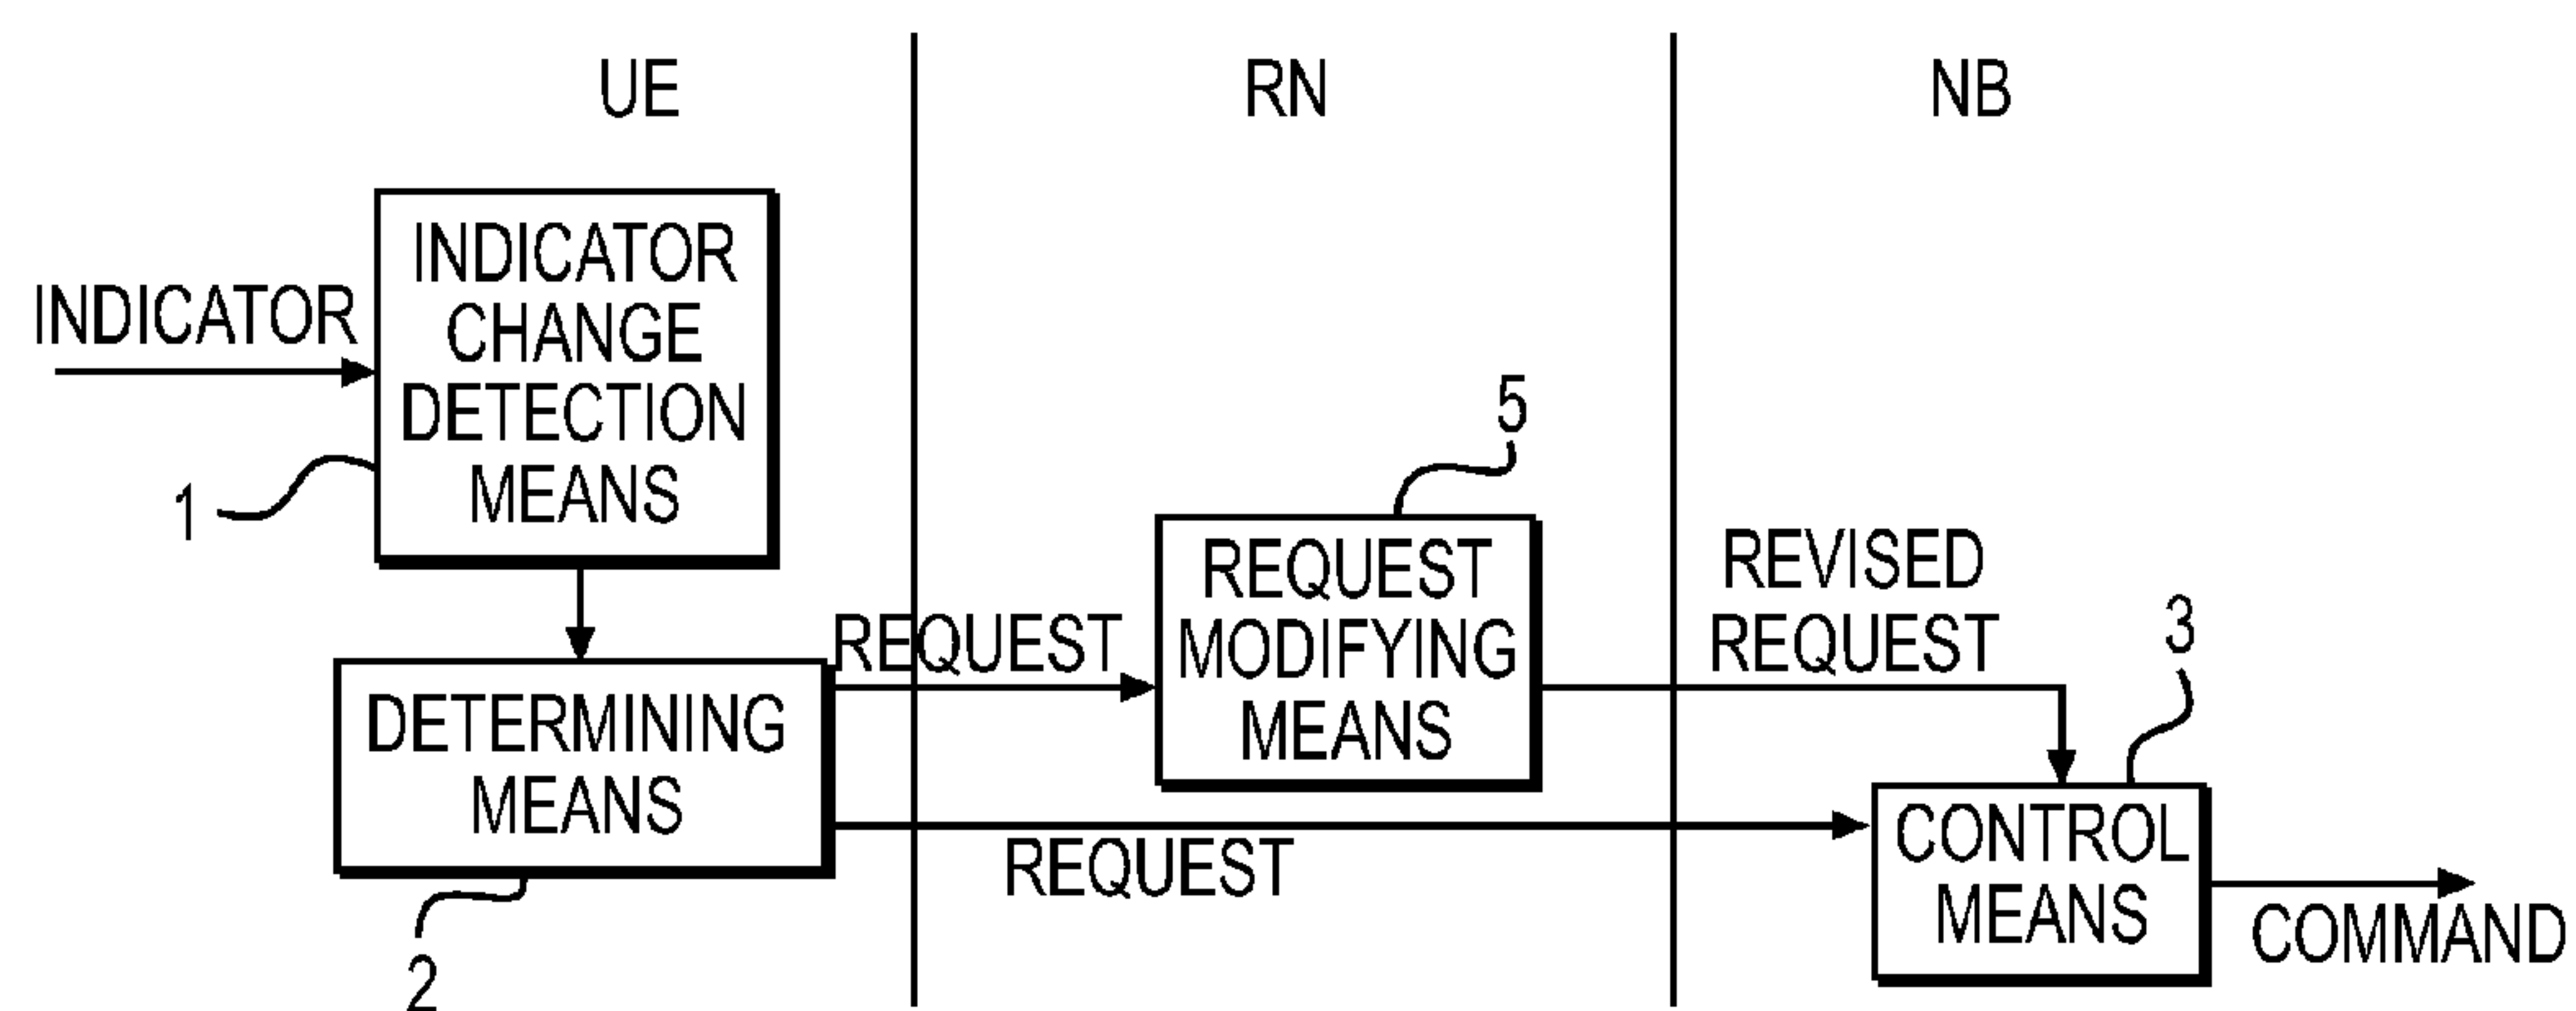 UE
RN
NB
INDICATOR
INDICATOR
CHANGE
DETECTION
MEANS
1
DETERMINING
MEANS
2
REQUEST
REQUEST
5
REQUEST
MODIFYING
MEANS
REVISED
REQUEST
3
CONTROL
MEANS
COMMAND